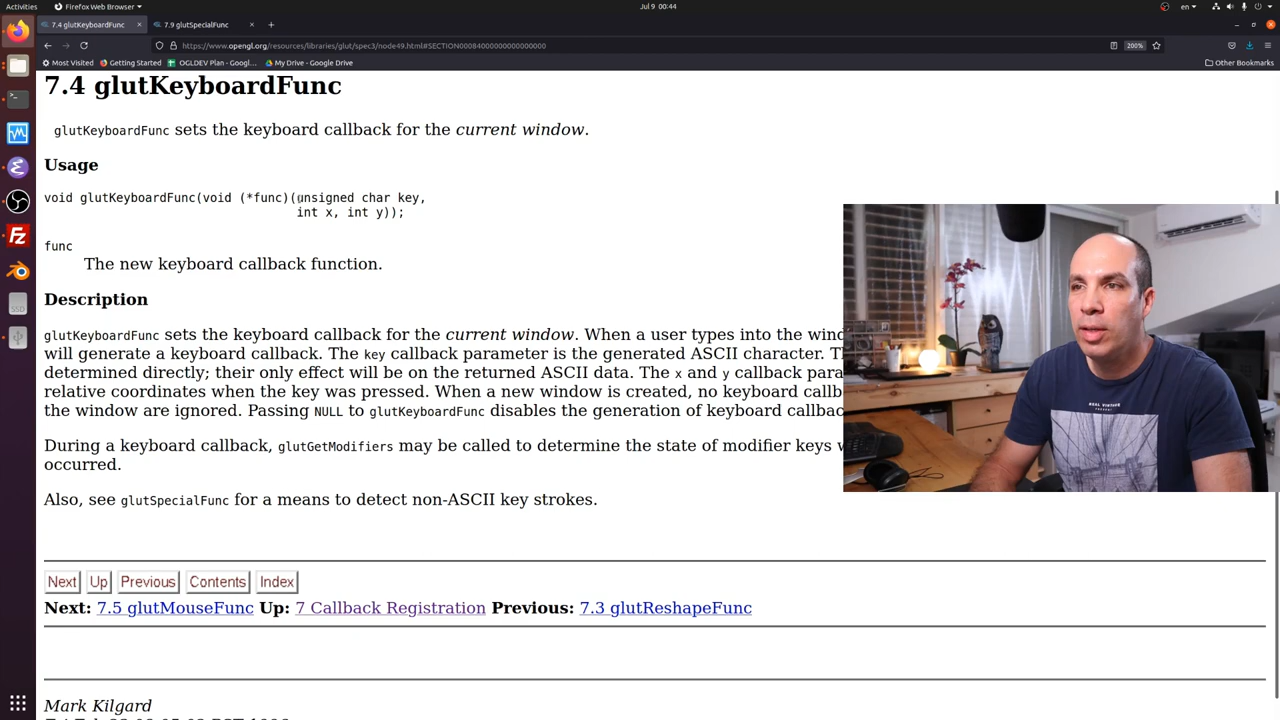 Activities
Firefox Web Browser
Jul 9 00:44
en
7.4 glutKeyboardFunc
7.9 glutSpecialFunc
https://www.opengl.org/resources/libraries/glut/spec3/node49.html#SECTION00084000000000000000
200%
Most Visited
Getting Started
OGLDEV Plan - Googl...
My Drive - Google Drive
Other Bookmarks
7.4 glutKeyboardFunc
glutKeyboardFunc sets the keyboard callback for the current window.
Usage
void glutKeyboardFunc(void (*func)(unsigned char key,
int x, int y));
func
The new keyboard callback function.
Description
glutKeyboardFunc sets the keyboard callback for the current window. When a user types into the
will generate a keyboard callback. The key callback parameter is the generated ASCII character.
determined directly; their only effect will be on the returned ASCII data. The x and y callback
relative coordinates when the key was pressed. When a new window is created, no keyboard
the window are ignored. Passing NULL to glutKeyboardFunc disables the generation of keyboard
During a keyboard callback, glutGetModifiers may be called to determine the state of modifier keys
occurred.
Also, see glutSpecialFunc for a means to detect non-ASCII key strokes.
Next Up Previous Contents Index
Next: 7.5 glutMouseFunc Up: 7 Callback Registration Previous: 7.3 glutReshapeFunc
Mark Kilgard
REAL VIRTUE
SSD